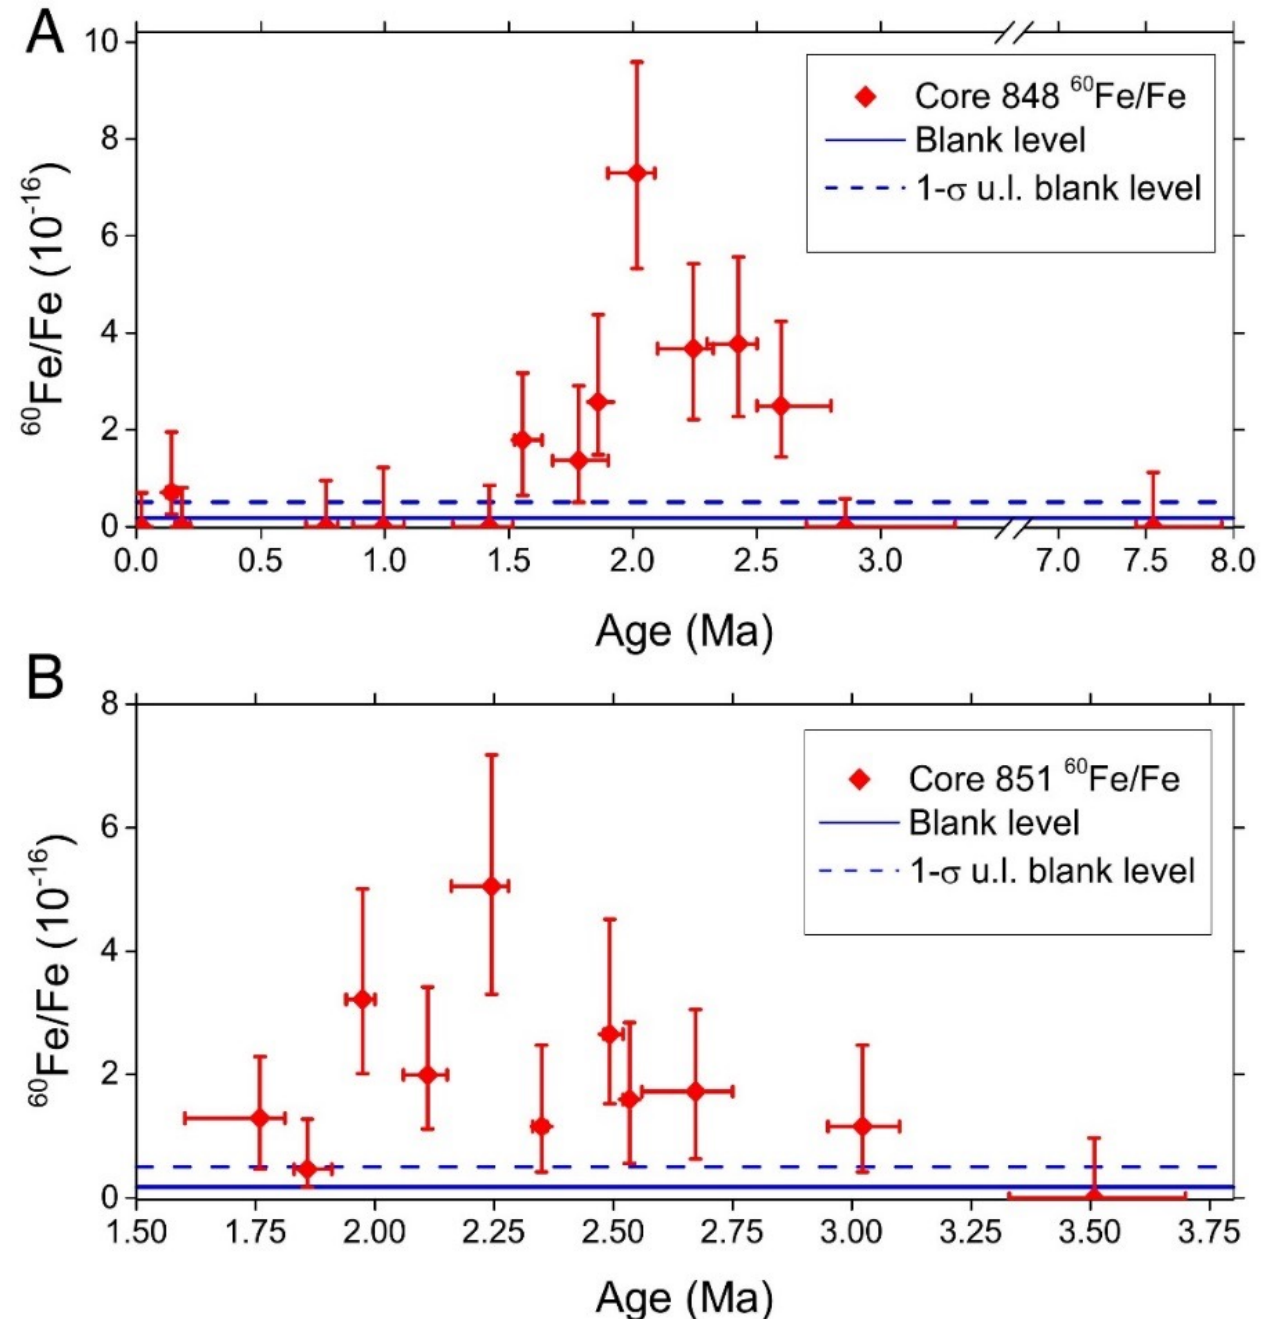 A
10
8
6
4
2
0
⁶⁰Fe/Fe (10⁻¹⁶)
Core 848 ⁶⁰Fe/Fe
Blank level
1-σ u.l. blank level
0.0 0.5 1.0 1.5 2.0 2.5 3.0 7.0 7.5 8.0
Age (Ma)
B
8
6
4
2
0
⁶⁰Fe/Fe (10⁻¹⁶)
Core 851 ⁶⁰Fe/Fe
Blank level
1-σ u.l. blank level
1.50 1.75 2.00 2.25 2.50 2.75 3.00 3.25 3.50 3.75
Age (Ma)